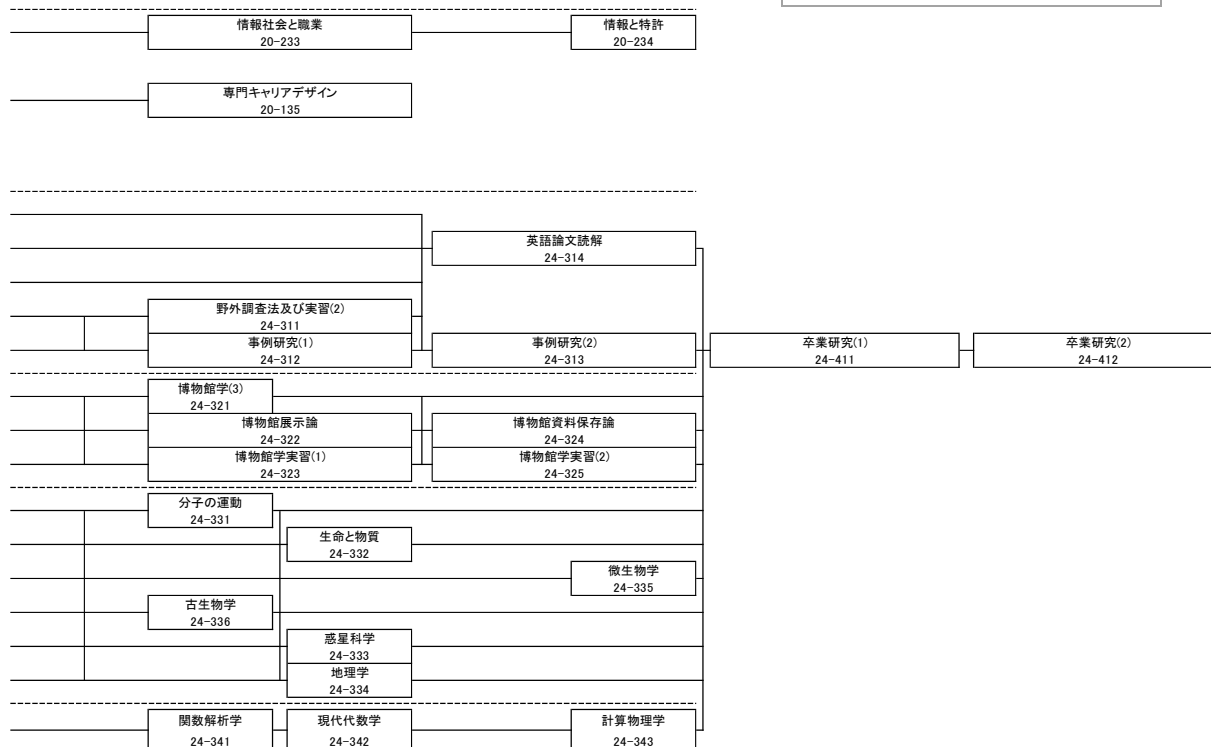 情報社会と職業
20-233
情報と特許
20-234
専門キャリアデザイン
20-135
英語論文読解
24-314
野外調査法及び実習(2)
24-311
事例研究(1)
24-312
事例研究(2)
24-313
卒業研究(1)
24-411
卒業研究(2)
24-412
博物館学(3)
24-321
博物館展示論
24-322
博物館資料保存論
24-324
博物館学実習(1)
24-323
博物館学実習(2)
24-325
分子の運動
24-331
生命と物質
24-332
微生物学
24-335
古生物学
24-336
惑星科学
24-333
地理学
24-334
関数解析学
24-341
現代代数学
24-342
計算物理学
24-343